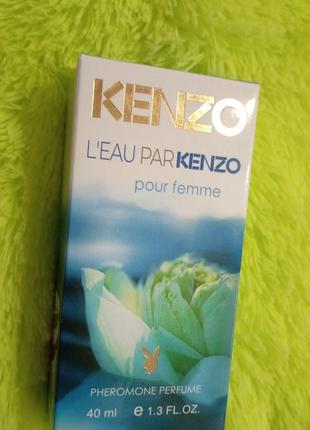 KENZO
L'EAU PAR KENZO
pour femme
PHEROMONE PERFUME
40 ml e 1.3 FL.OZ.